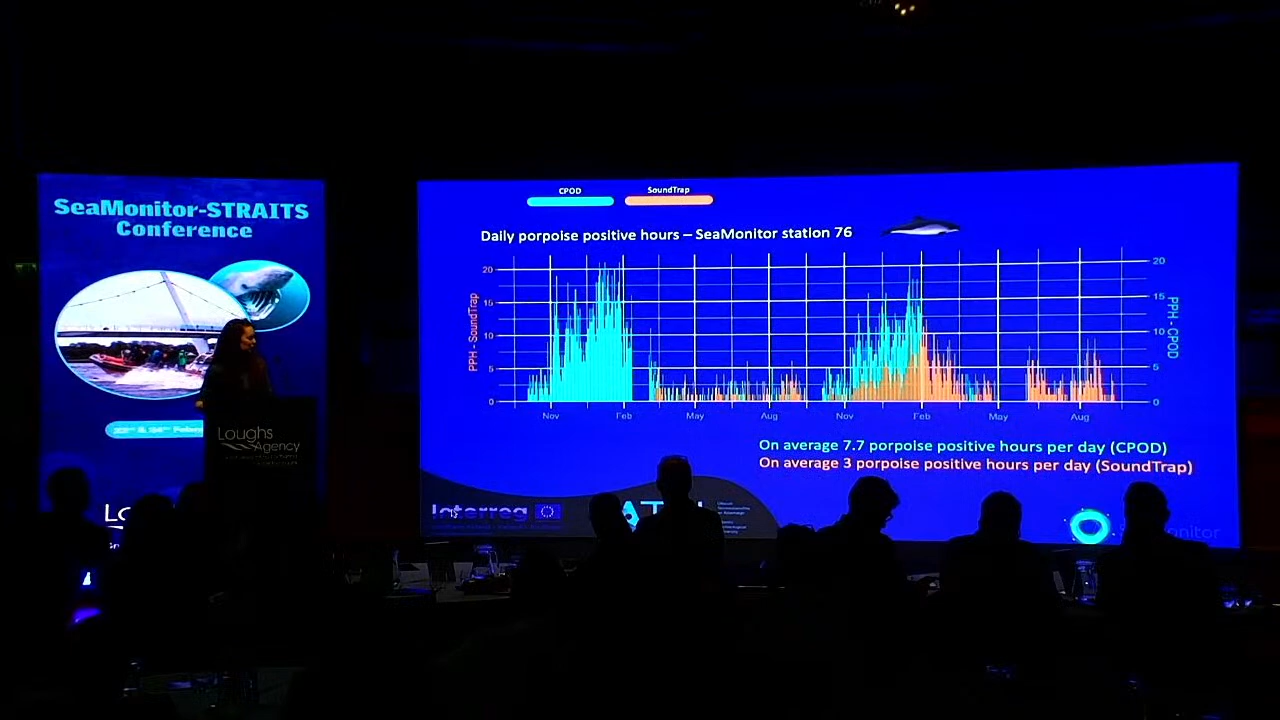 SeaMonitor-STRAITS
Conference
Loughs
Agency
Lo
CPOD SoundTrap
Daily porpoise positive hours – SeaMonitor station 76
PPH - SoundTrap
20
15
10
5
0
20
15
10
5
0
PPH - CPOD
Nov Feb May Aug Nov Feb May Aug
On average 7.7 porpoise positive hours per day (CPOD)
On average 3 porpoise positive hours per day (SoundTrap)
Interreg